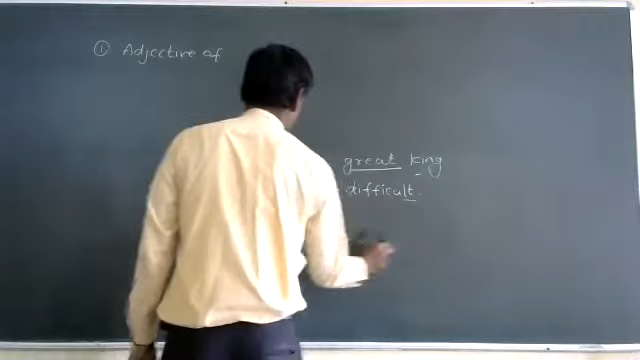 ① Adjective of
great king
difficult.